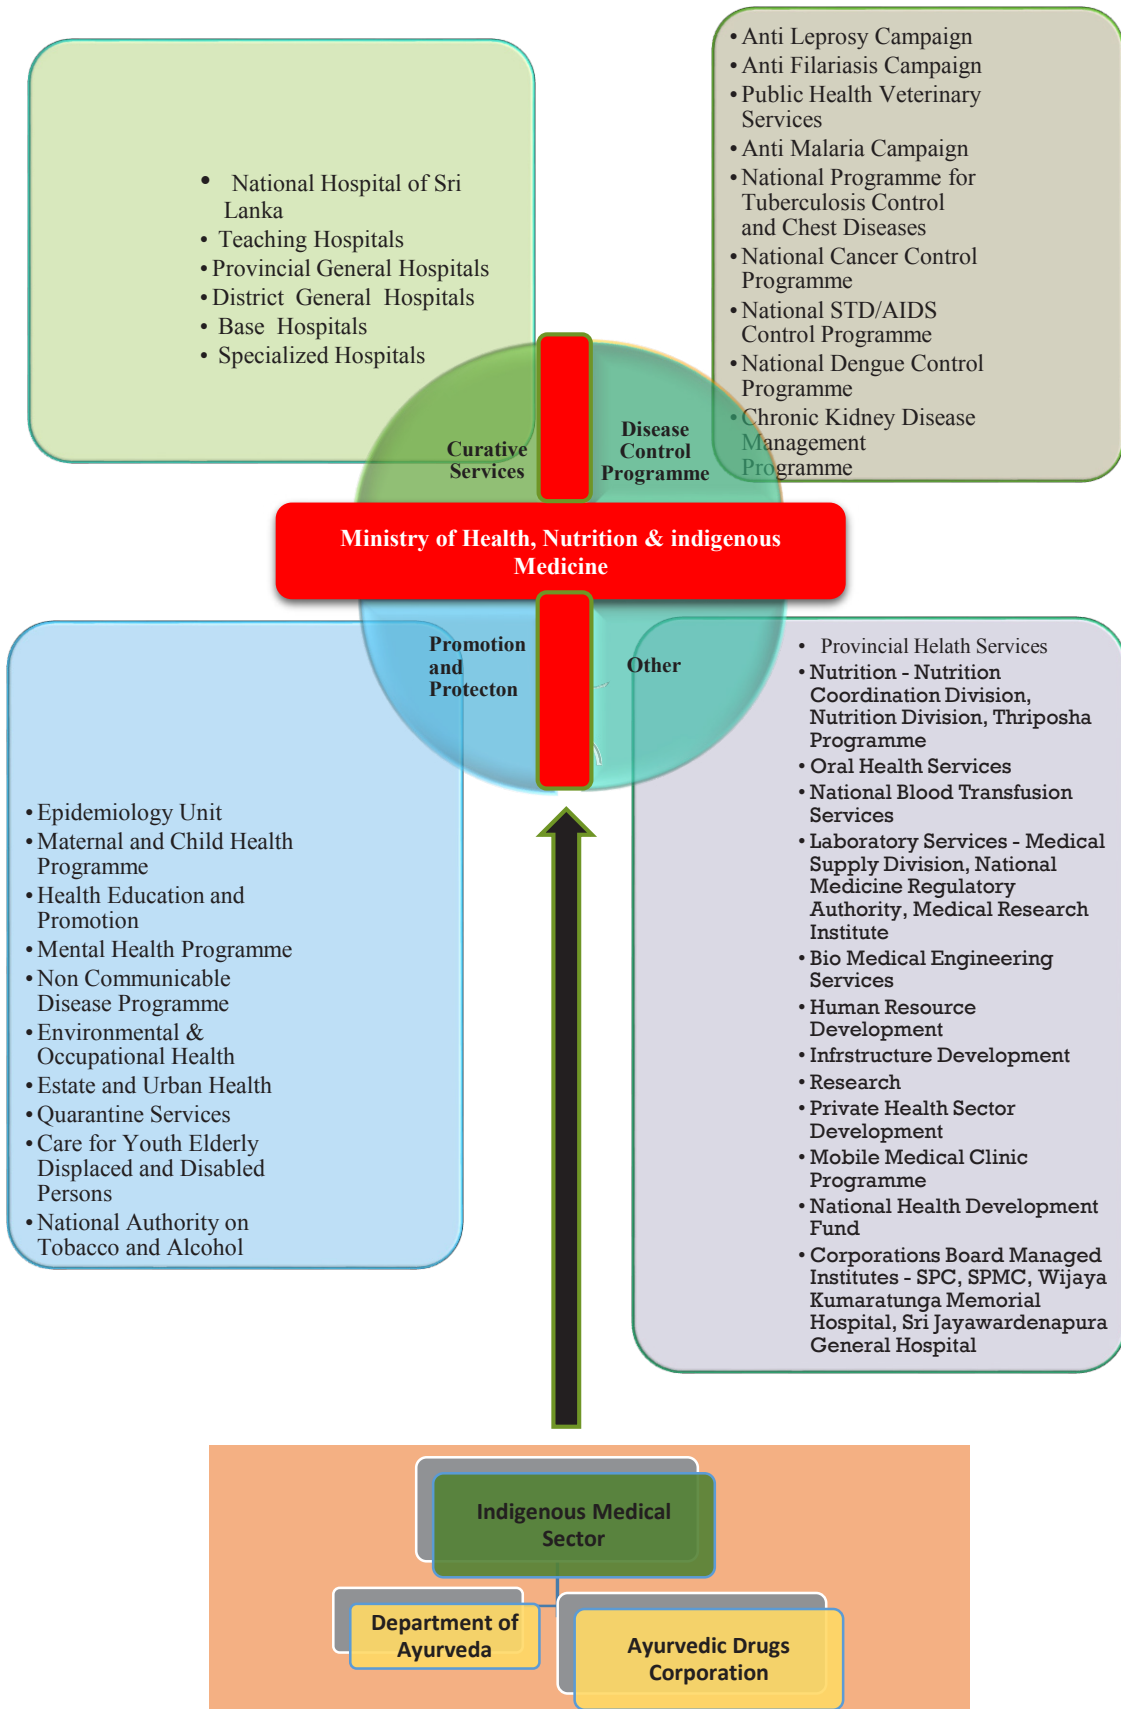 • National Hospital of Sri
Lanka
• Teaching Hospitals
• Provincial General Hospitals
• District General Hospitals
• Base Hospitals
• Specialized Hospitals
• Anti Leprosy Campaign
• Anti Filariasis Campaign
• Public Health Veterinary
Services
• Anti Malaria Campaign
• National Programme for
Tuberculosis Control
and Chest Diseases
• National Cancer Control
Programme
• National STD/AIDS
Control Programme
• National Dengue Control
Programme
• Chronic Kidney Disease
Management
Programme
Curative
Services
Disease
Control
Programme
Ministry of Health, Nutrition & indigenous
Medicine
Promotion
and
Protecton
Other
• Epidemiology Unit
• Maternal and Child Health
Programme
• Health Education and
Promotion
• Mental Health Programme
• Non Communicable
Disease Programme
• Environmental &
Occupational Health
• Estate and Urban Health
• Quarantine Services
• Care for Youth Elderly
Displaced and Disabled
Persons
• National Authority on
Tobacco and Alcohol
• Provincial Helath Services
• Nutrition - Nutrition
Coordination Division,
Nutrition Division, Thriposha
Programme
• Oral Health Services
• National Blood Transfusion
Services
• Laboratory Services - Medical
Supply Division, National
Medicine Regulatory
Authority, Medical Research
Institute
• Bio Medical Engineering
Services
• Human Resource
Development
• Infrstructure Development
• Research
• Private Health Sector
Development
• Mobile Medical Clinic
Programme
• National Health Development
Fund
• Corporations Board Managed
Institutes - SPC, SPMC, Wijaya
Kumaratunga Memorial
Hospital, Sri Jayawardenapura
General Hospital
Indigenous Medical
Sector
Department of
Ayurveda
Ayurvedic Drugs
Corporation